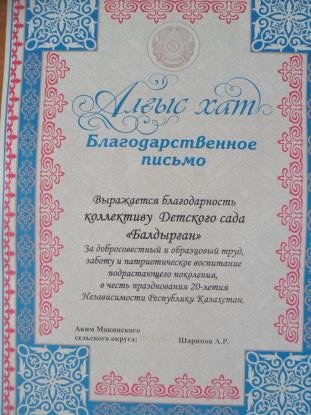 Алғыс хат
Благодарственное
письмо
Выражается благодарность
коллективу Детского сада
«Балдырган»
За добросовестный и образцовый труд,
заботу и патриотическое воспитание
подрастающего поколения,
в честь празднования 20-летия
Независимости Республики Казахстан.
Аким Макинского
сельского округа: Шарипов А.Р.